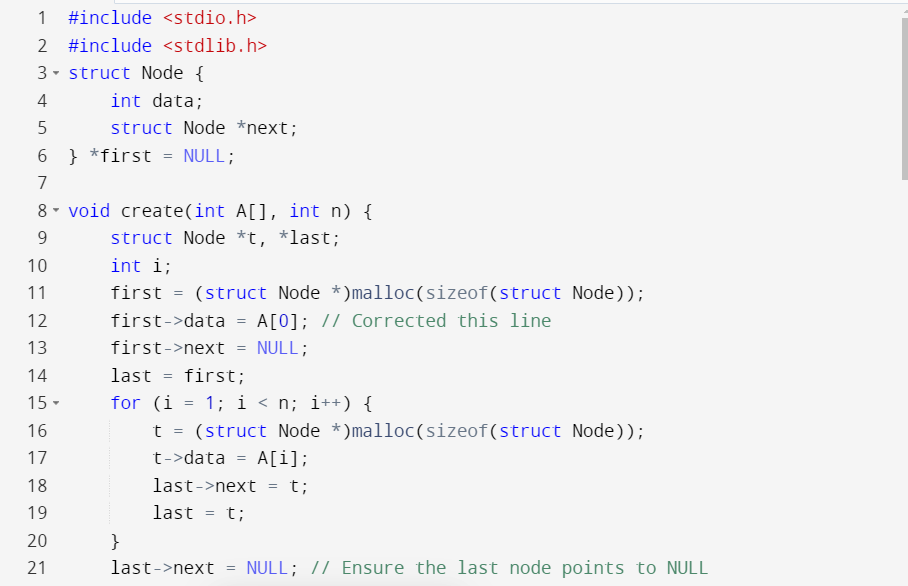 1 #include <stdio.h>
2 #include <stdlib.h>
3 struct Node {
4     int data;
5     struct Node *next;
6 } *first = NULL;
7
8 void create(int A[], int n) {
9     struct Node *t, *last;
10     int i;
11     first = (struct Node *)malloc(sizeof(struct Node));
12     first->data = A[0]; // Corrected this line
13     first->next = NULL;
14     last = first;
15     for (i = 1; i < n; i++) {
16         t = (struct Node *)malloc(sizeof(struct Node));
17         t->data = A[i];
18         last->next = t;
19         last = t;
20     }
21     last->next = NULL; // Ensure the last node points to NULL